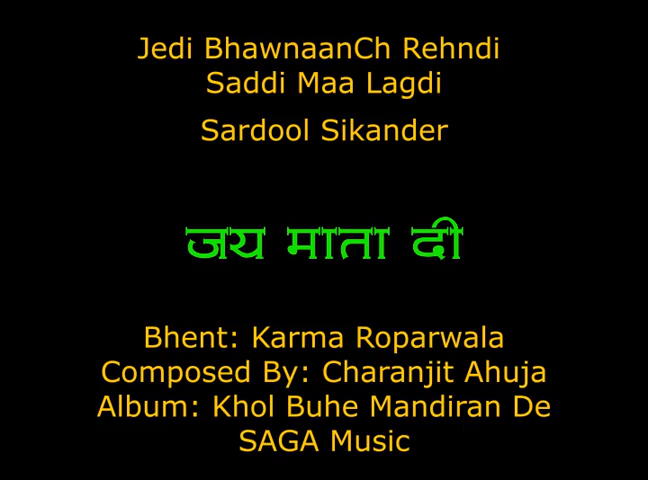 Jedi BhawnaanCh Rehndi
Saddi Maa Lagdi
Sardool Sikander
जय माता दी
Bhent: Karma Roparwala
Composed By: Charanjit Ahuja
Album: Khol Buhe Mandiran De
SAGA Music